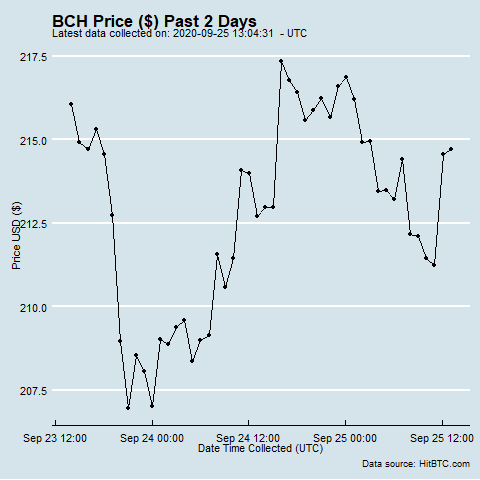 BCH Price ($) Past 2 Days
Latest data collected on: 2020-09-25 13:04:31 - UTC
217.5
215.0
212.5
210.0
207.5
Price USD ($)
Sep 23 12:00 Sep 24 00:00 Sep 24 12:00 Sep 25 00:00 Sep 25 12:00
Date Time Collected (UTC)
Data source: HitBTC.com